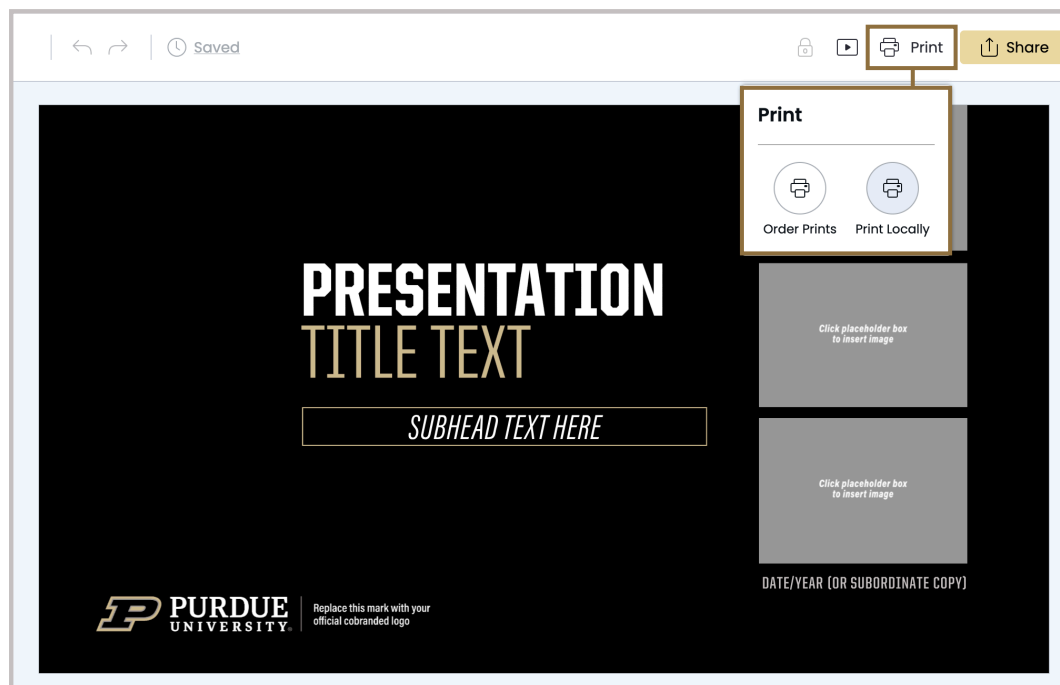 Saved
Print
Share
Print
Order Prints
Print Locally
PRESENTATION
TITLE TEXT
SUBHEAD TEXT HERE
Click placeholder box
to insert image
Click placeholder box
to insert image
DATE/YEAR (OR SUBORDINATE COPY)
PURDUE
UNIVERSITY®
Replace this mark with your
official cobranded logo